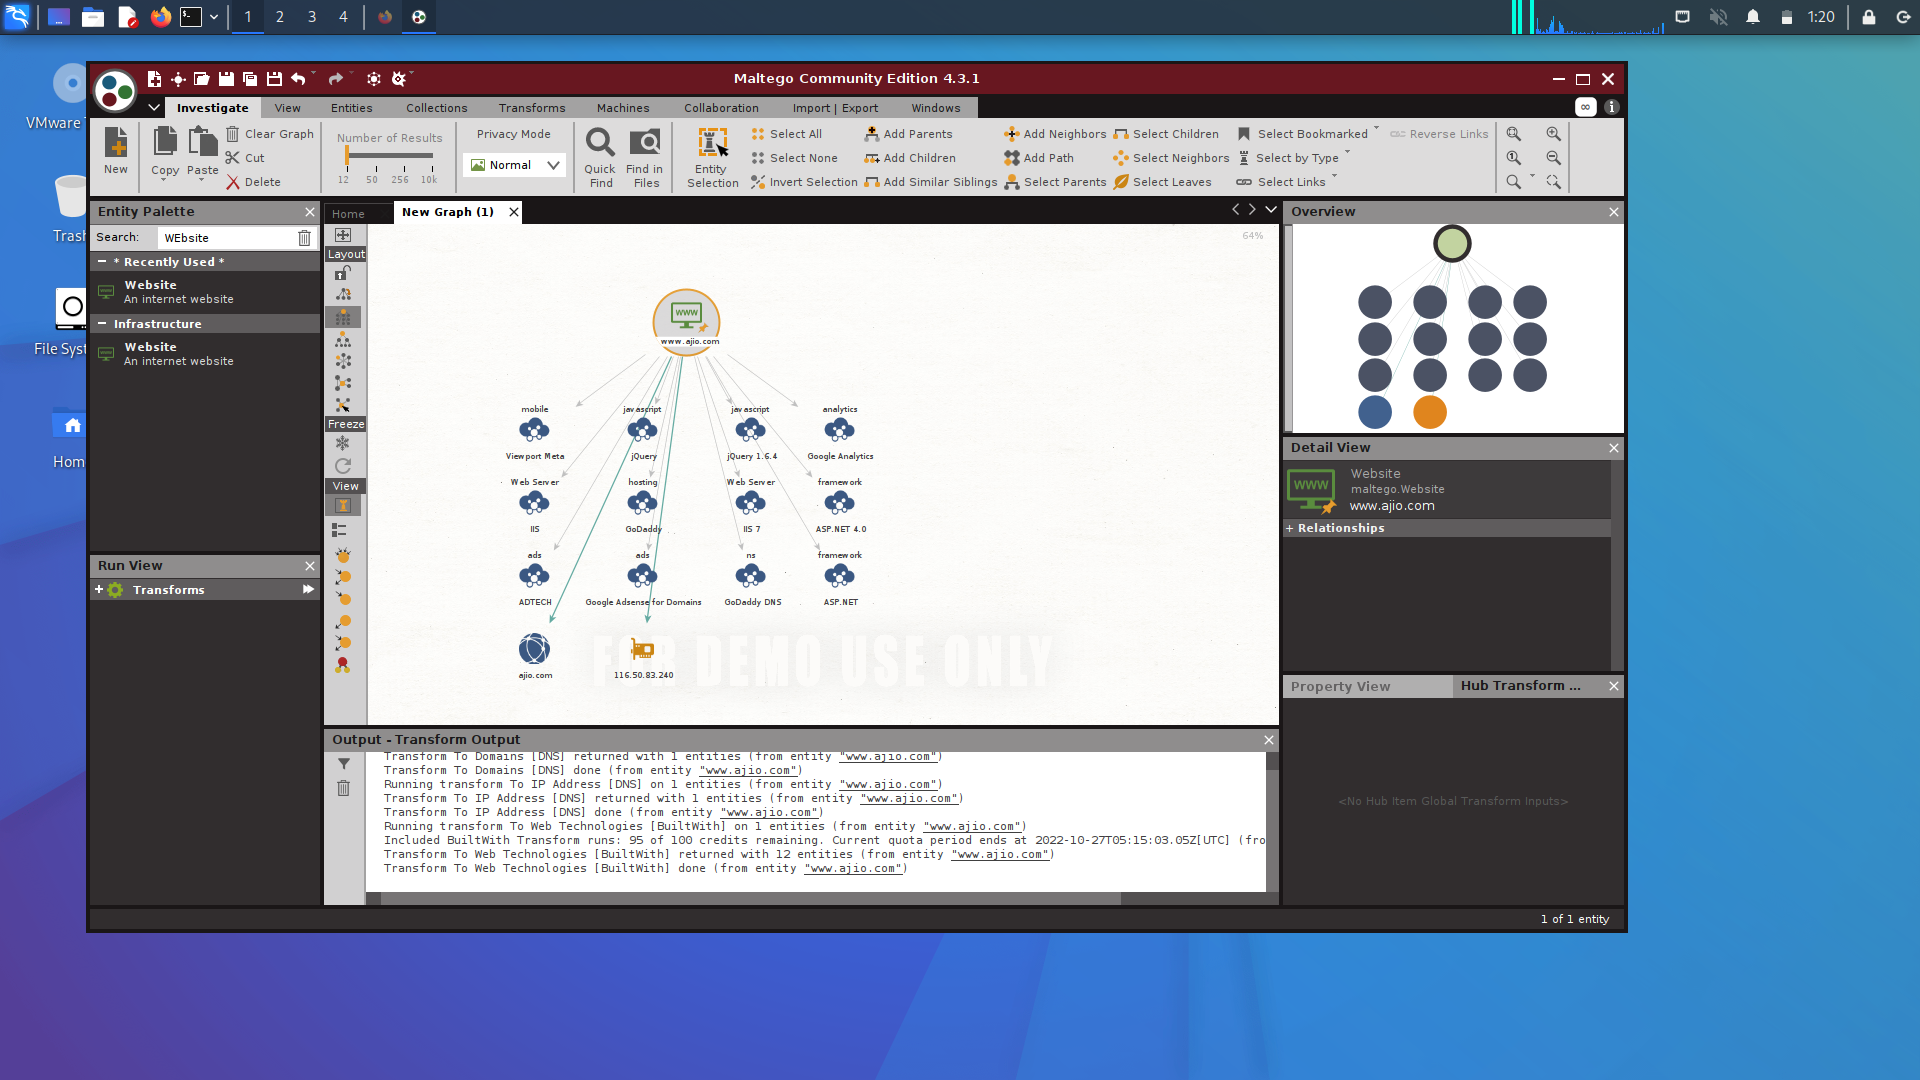 1 2 3 4
1:20
VMware
Trash
File Syst
Hom
Maltego Community Edition 4.3.1
Investigate View Entities Collections Transforms Machines Collaboration Import | Export Windows
New
Copy Paste
Clear Graph
Cut
Delete
Number of Results
12 50 256 10k
Privacy Mode
Normal
Quick Find
Find in Files
Entity Selection
Select All
Select None
Invert Selection
Add Parents
Add Children
Add Similar Siblings
Add Neighbors
Add Path
Select Parents
Select Children
Select Neighbors
Select Leaves
Select Bookmarked
Select by Type
Select Links
Reverse Links
Entity Palette
Search: WEbsite
* Recently Used *
Website
An internet website
Infrastructure
Website
An internet website
Run View
+ Transforms
Home New Graph (1)
64%
Layout
Freeze
View
WWW
www.ajio.com
mobile javascript javascript analytics
Viewport Meta jQuery jQuery 1.6.4 Google Analytics
Web Server hosting Web Server framework
IIS GoDaddy IIS 7 ASP.NET 4.0
ads ads ns framework
ADTECH Google Adsense for Domains GoDaddy DNS ASP.NET
ajio.com 116.50.83.240
FOR DEMO USE ONLY
Output - Transform Output
Transform To Domains [DNS] returned with 1 entities (from entity "www.ajio.com")
Transform To Domains [DNS] done (from entity "www.ajio.com")
Running transform To IP Address [DNS] on 1 entities (from entity "www.ajio.com")
Transform To IP Address [DNS] returned with 1 entities (from entity "www.ajio.com")
Transform To IP Address [DNS] done (from entity "www.ajio.com")
Running transform To Web Technologies [BuiltWith] on 1 entities (from entity "www.ajio.com")
Included BuiltWith Transform runs: 95 of 100 credits remaining. Current quota period ends at 2022-10-27T05:15:03.05Z[UTC] (fro
Transform To Web Technologies [BuiltWith] returned with 12 entities (from entity "www.ajio.com")
Transform To Web Technologies [BuiltWith] done (from entity "www.ajio.com")
Overview
Detail View
WWW
Website
maltego.Website
www.ajio.com
+ Relationships
Property View Hub Transform ...
<No Hub Item Global Transform Inputs>
1 of 1 entity